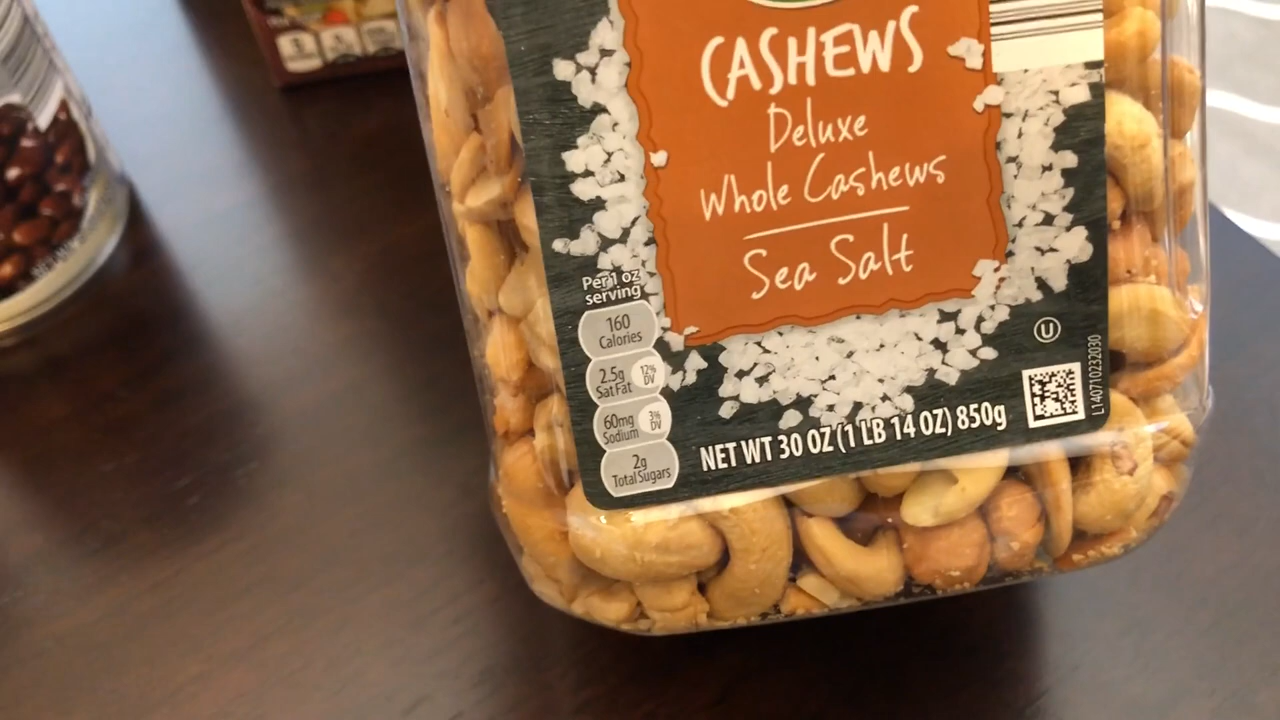 CASHEWS
Deluxe
Whole Cashews
Sea Salt
Per 1 oz
serving
160
Calories
2.5g
Sat Fat
12%
DV
60mg
Sodium
3%
DV
2g
Total Sugars
NET WT 30 OZ (1 LB 14 OZ) 850g
U
L140710232030